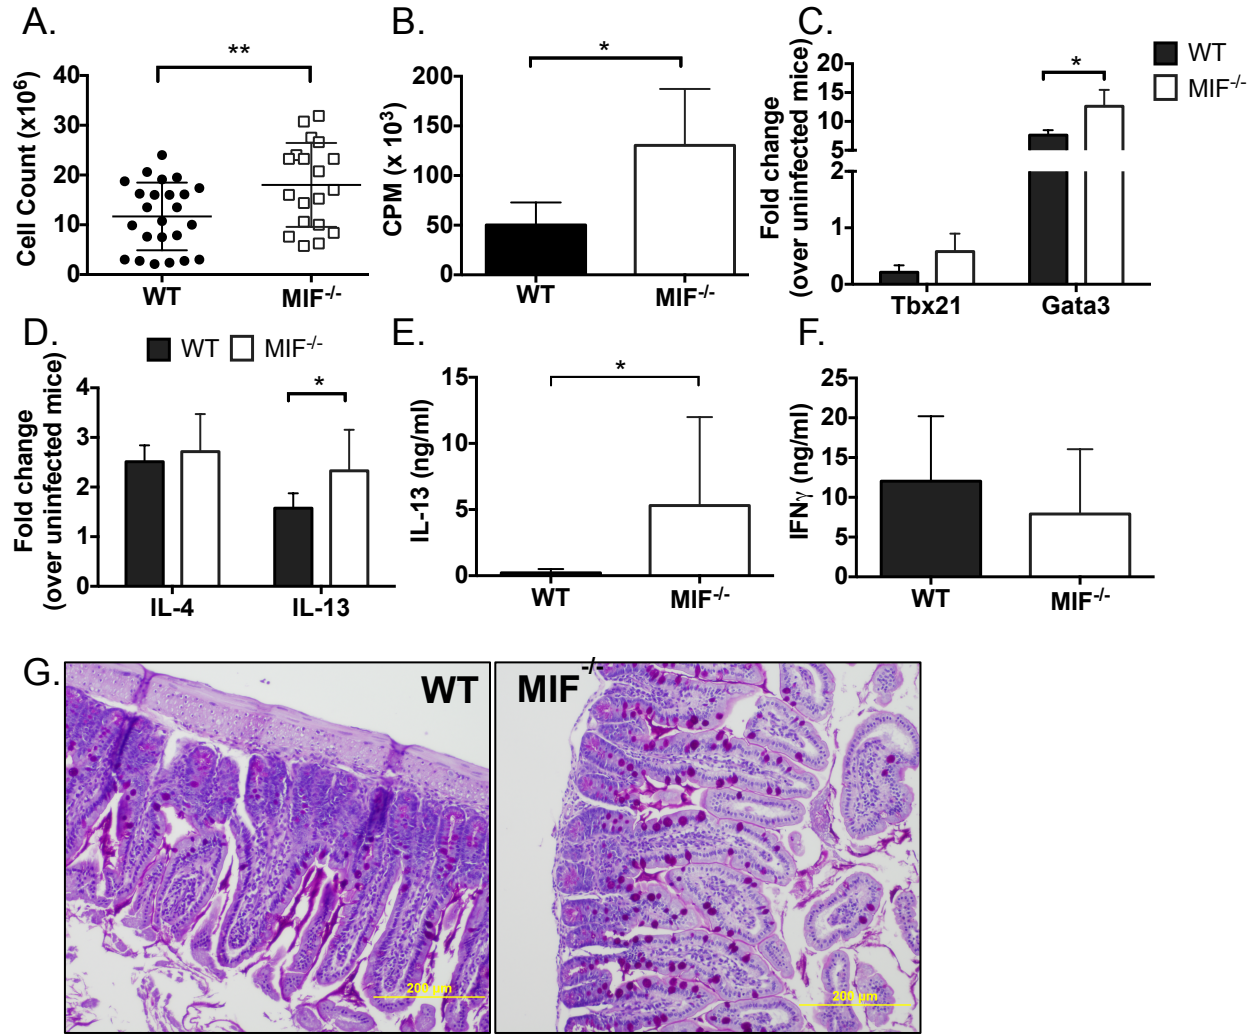 A.
**
Cell Count (x10⁶)
40
30
20
10
0
WT
MIF⁻/⁻
B.
*
CPM (x 10³)
200
150
100
50
0
WT
MIF⁻/⁻
C.
WT
MIF⁻/⁻
*
Fold change
(over uninfected mice)
20
15
10
5
2
1
0
Tbx21
Gata3
D.
WT
MIF⁻/⁻
*
Fold change
(over uninfected mice)
4
3
2
1
0
IL-4
IL-13
E.
*
IL-13 (ng/ml)
15
10
5
0
WT
MIF⁻/⁻
F.
IFNγ (ng/ml)
25
20
15
10
5
0
WT
MIF⁻/⁻
G.
WT
200 µm
MIF⁻/⁻
200 µm